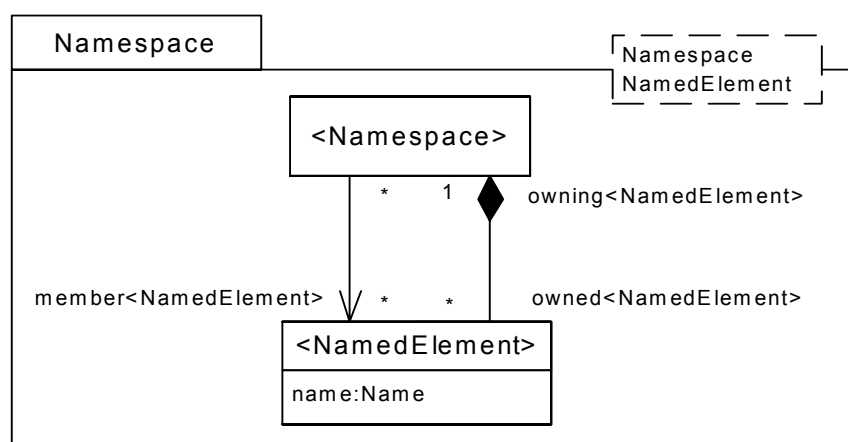 Namespace
Namespace
NamedElement
<Namespace>
* 1 owning<NamedElement>
member<NamedElement> * * owned<NamedElement>
<NamedElement>
name:Name